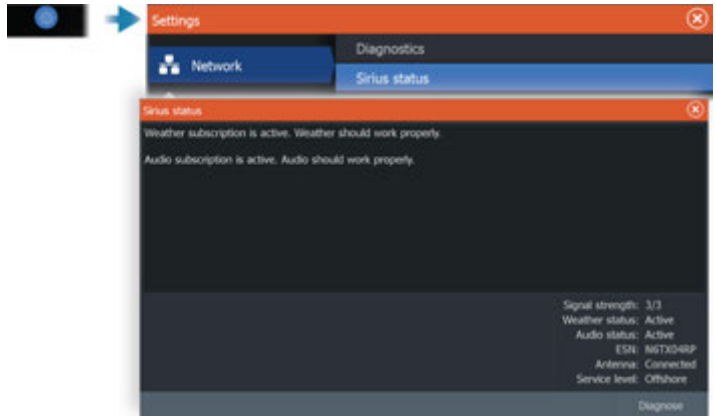 Settings
Network
Diagnostics
Sirius status
Sirius status
Weather subscription is active. Weather should work properly.
Audio subscription is active. Audio should work properly.
Signal strength: 3/3
Weather status: Active
Audio status: Active
ESN: N6TX04RP
Antenna: Connected
Service level: Offshore
Diagnose